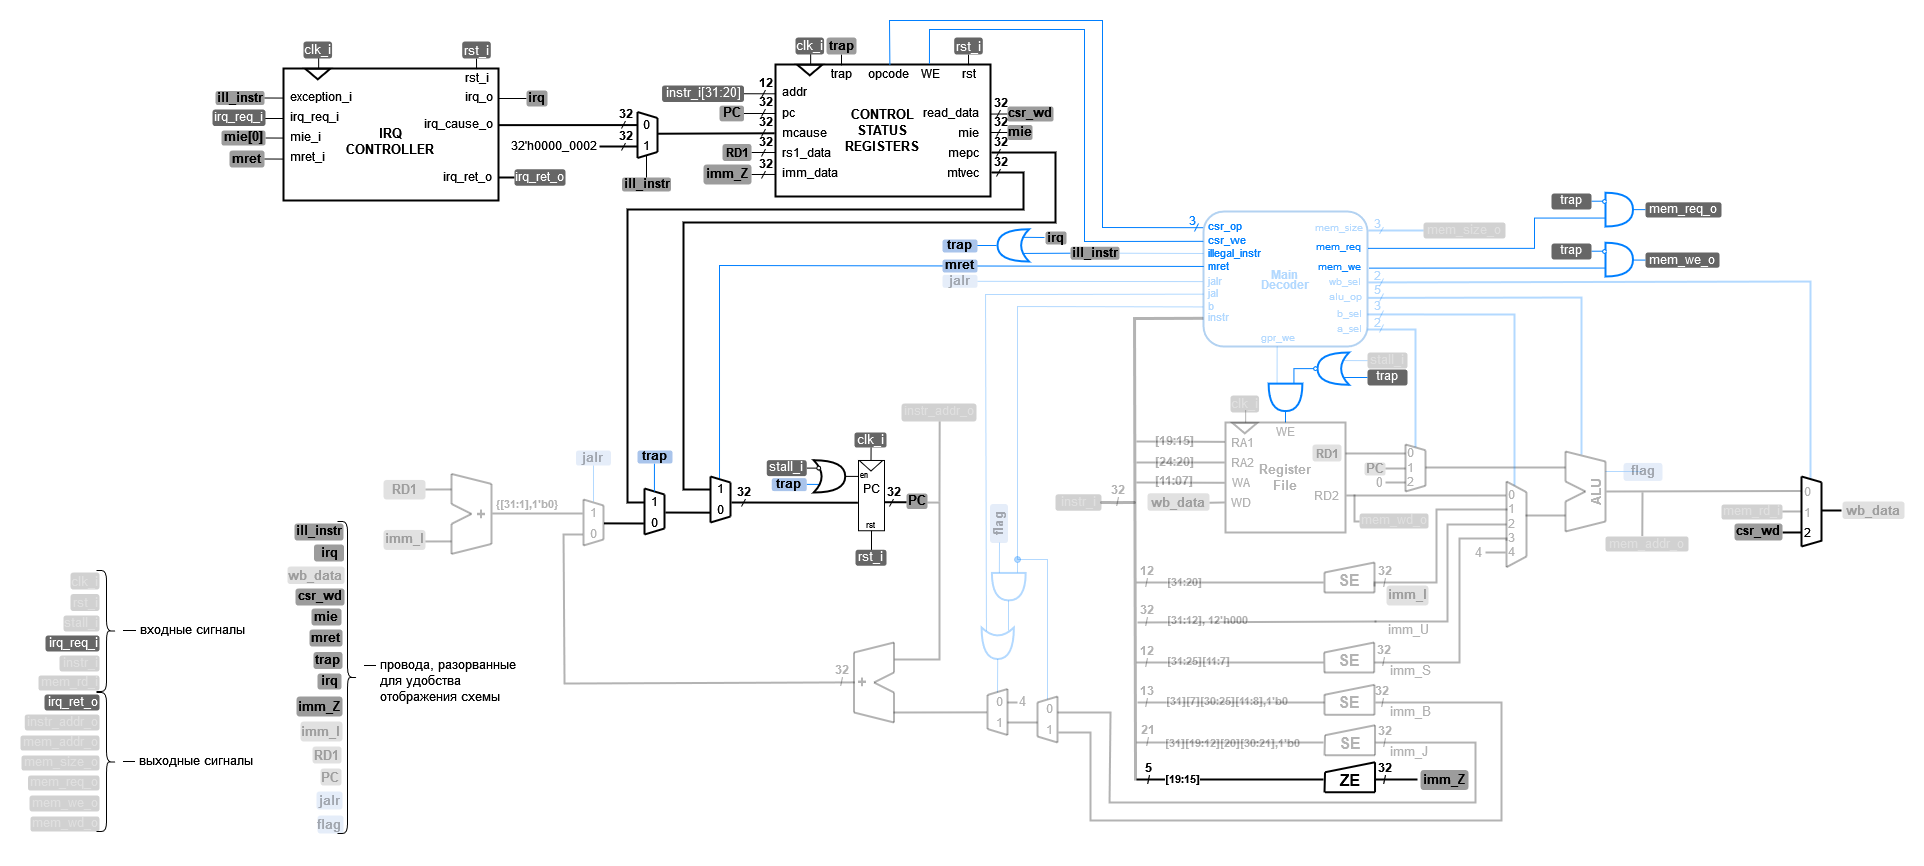 clk_i
rst_i
rst_i
ill_instr
exception_i
irq_o
irq
irq_req_i
irq_req_i
irq_cause_o
mie[0]
mie_i
IRQ
CONTROLLER
mret
mret_i
irq_ret_o
irq_ret_o
32
0
32'h0000_0002
32
1
ill_instr
clk_i
trap
rst_i
trap
opcode
WE
rst
instr_i[31:20]
12
addr
PC
32
pc
32
mcause
RD1
32
rs1_data
imm_Z
32
imm_data
CONTROL
STATUS
REGISTERS
read_data
32
csr_wd
mie
32
mie
mepc
32
mtvec
32
trap
irq
ill_instr
mret
jalr
3
csr_op
csr_we
illegal_instr
mret
jalr
jal
b
instr
Main
Decoder
gpr_we
mem_size
3
mem_size_o
mem_req
mem_we
wb_sel
2
alu_op
5
b_sel
3
a_sel
2
trap
mem_req_o
trap
mem_we_o
stall_i
trap
clk_i
WE
[19:15]
RA1
[24:20]
RA2
[11:07]
WA
wb_data
WD
Register
File
RD1
RD2
mem_wd_o
PC
0
0
1
2
0
1
2
3
4
4
ALU
flag
mem_addr_o
mem_rd_i
csr_wd
0
1
2
wb_data
instr_i
32
instr_addr_o
clk_i
stall_i
trap
en
PC
rst
rst_i
32
PC
32
1
0
trap
1
0
jalr
1
0
RD1
imm_I
+
{[31:1],1'b0}
flag
32
+
0
1
4
0
1
12
[31:20]
SE
32
imm_I
32
[31:12], 12'h000
imm_U
12
[31:25][11:7]
SE
32
imm_S
13
[31][7][30:25][11:8],1'b0
SE
32
imm_B
21
[31][19:12][20][30:21],1'b0
SE
32
imm_J
5
[19:15]
ZE
32
imm_Z
clk_i
rst_i
stall_i
irq_req_i
instr_i
mem_rd_i
— входные сигналы
irq_ret_o
instr_addr_o
mem_addr_o
mem_size_o
mem_req_o
mem_we_o
mem_wd_o
— выходные сигналы
ill_instr
irq
wb_data
csr_wd
mie
mret
trap
irq
imm_Z
imm_I
RD1
PC
jalr
flag
— провода, разорванные
для удобства
отображения схемы